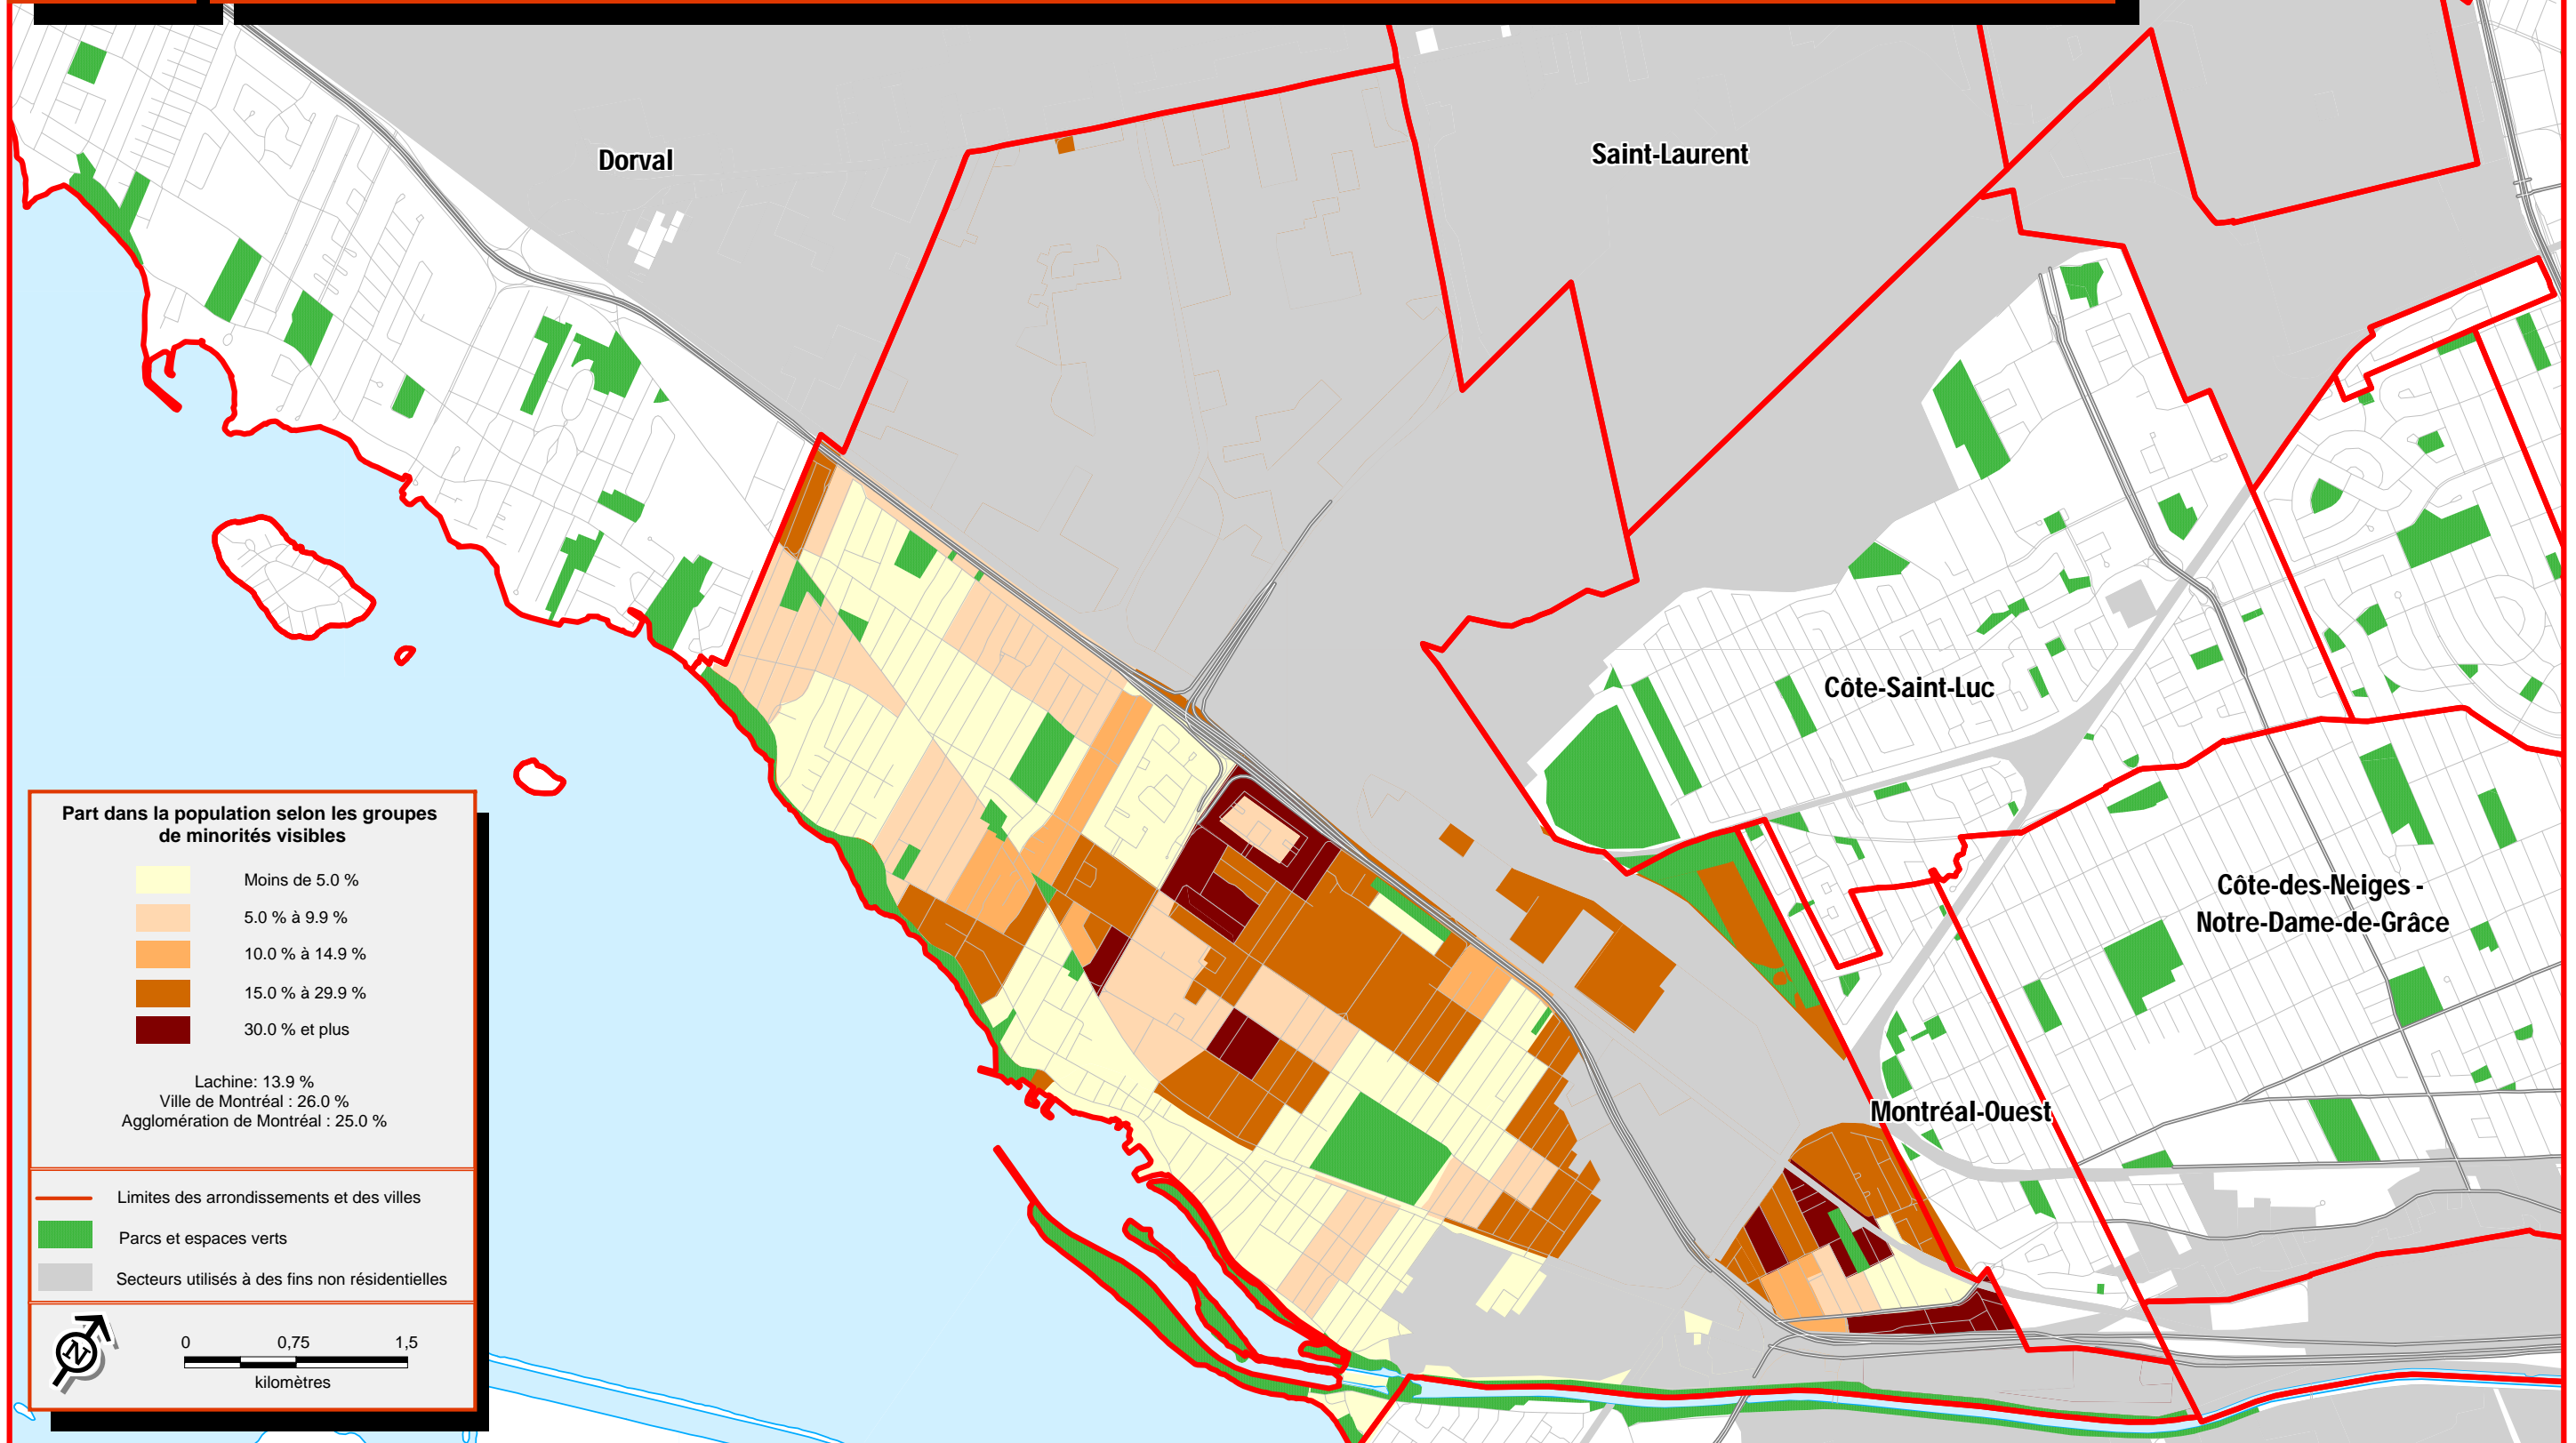 Dorval
Saint-Laurent
Côte-Saint-Luc
Côte-des-Neiges -
Notre-Dame-de-Grâce
Montréal-Ouest
Part dans la population selon les groupes
de minorités visibles
Moins de 5.0 %
5.0 % à 9.9 %
10.0 % à 14.9 %
15.0 % à 29.9 %
30.0 % et plus
Lachine: 13.9 %
Ville de Montréal : 26.0 %
Agglomération de Montréal : 25.0 %
Limites des arrondissements et des villes
Parcs et espaces verts
Secteurs utilisés à des fins non résidentielles
N
0 0,75 1,5
kilomètres